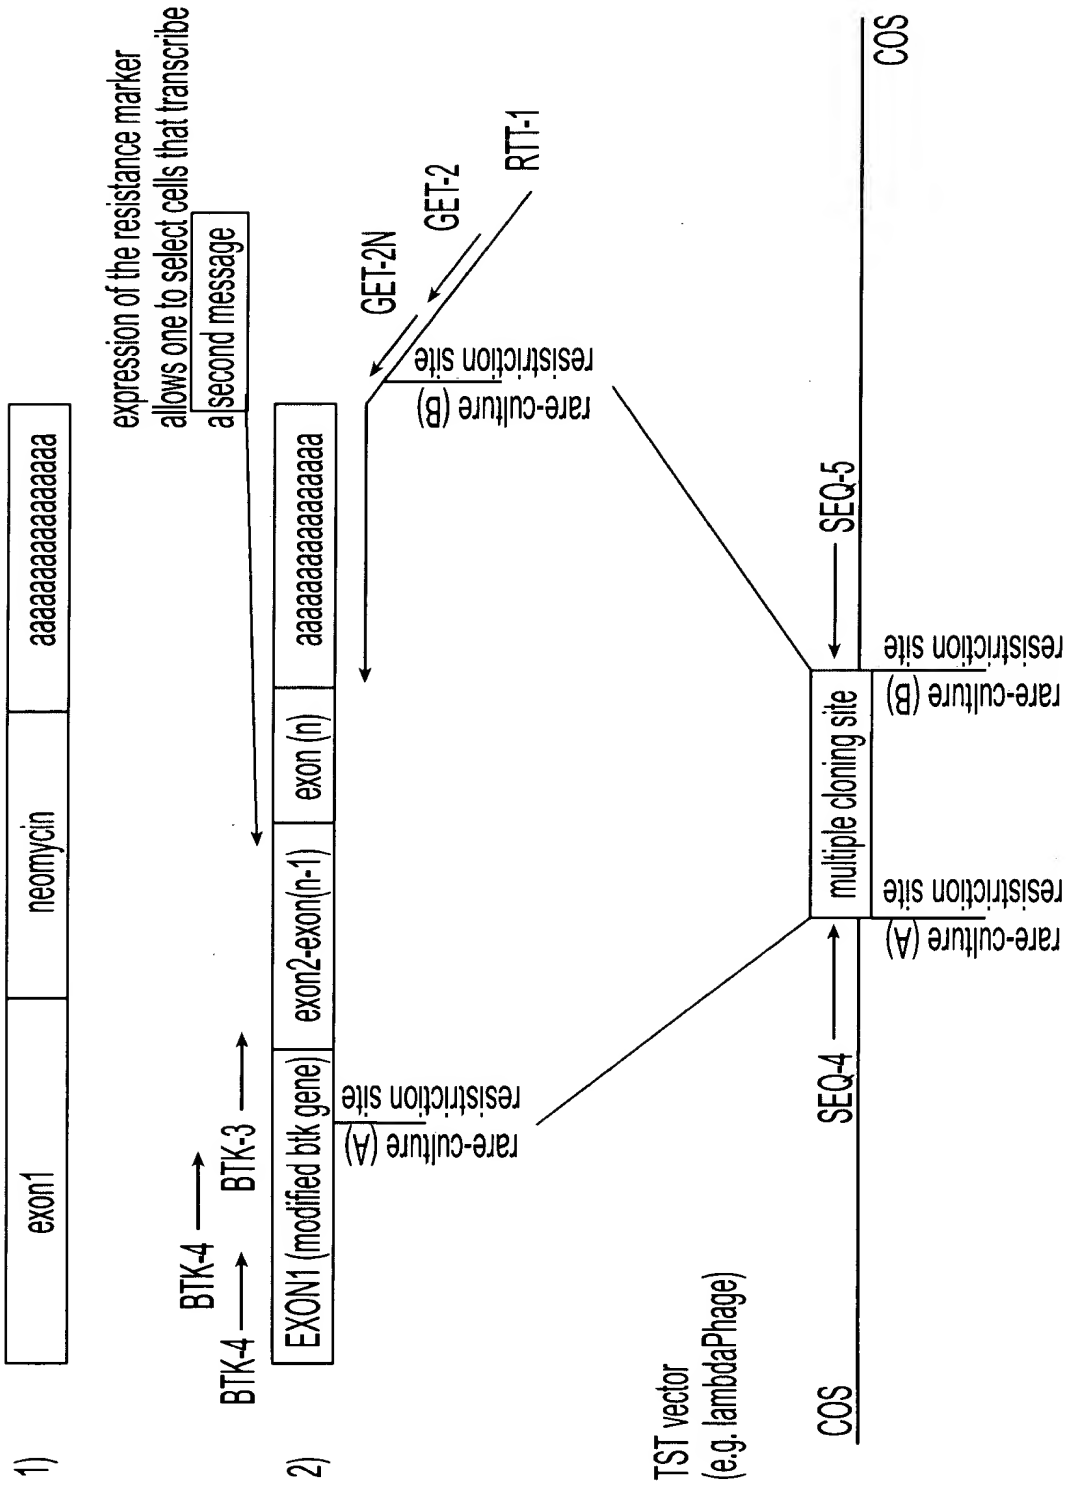 1)
exon1
neomycin
aaaaaaaaaaaaaa
expression of the resistance marker
allows one to select cells that transcribe
a second message
2)
BTK-4
BTK-4
BTK-3
EXON1 (modified btk gene)
exon2-exon(n-1)
exon (n)
aaaaaaaaaaaaaa
rare-culture (A)
resistriction site
GET-2N
GET-2
RTT-1
rare-culture (B)
resistriction site
TST vector
(e.g. lambdaPhage)
COS
SEQ-4
multiple cloning site
SEQ-5
COS
rare-culture (A)
resistriction site
rare-culture (B)
resistriction site